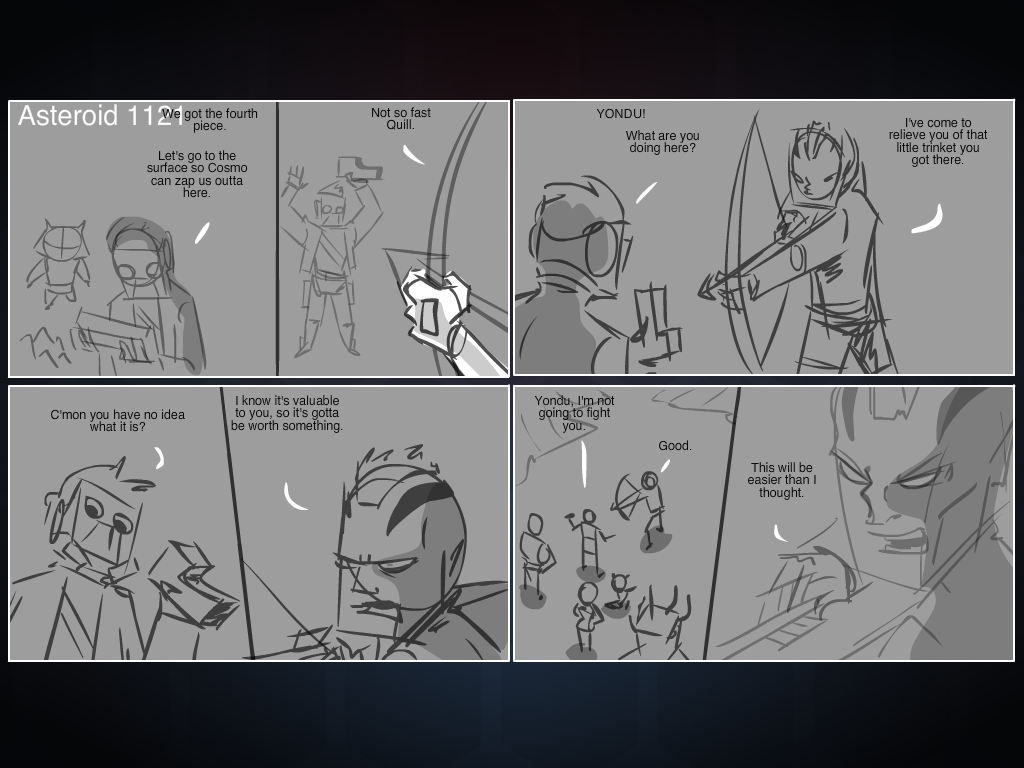 Asteroid 1121
We got the fourth
piece.
Let's go to the
surface so Cosmo
can zap us outta
here.
Not so fast
Quill.
YONDU!
What are you
doing here?
I've come to
relieve you of that
little trinket you
got there.
C'mon you have no idea
what it is?
I know it's valuable
to you, so it's gotta
be worth something.
Yondu, I'm not
going to fight
you.
Good.
This will be
easier than I
thought.